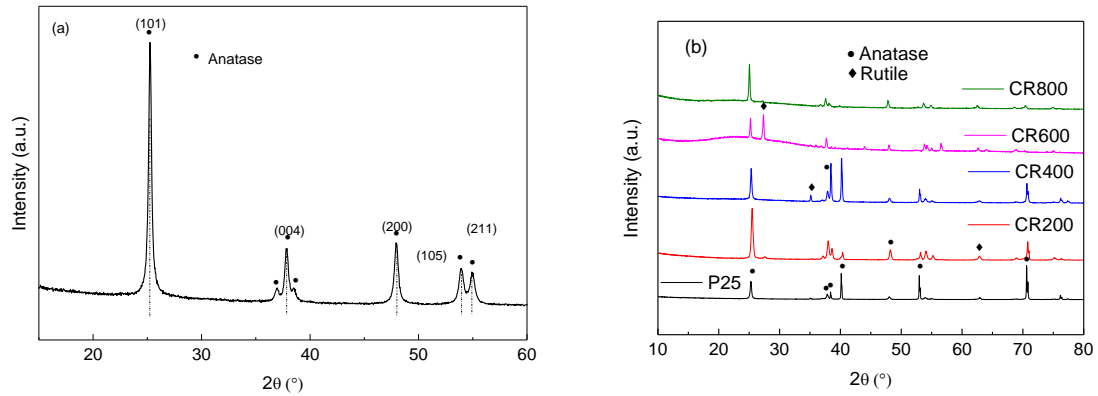 (a)
(101)
• Anatase
(004)
(200)
(105)
(211)
Intensity (a.u.)
20
30
40
50
60
2θ (°)
(b)
• Anatase
♦ Rutile
CR800
CR600
CR400
CR200
P25
Intensity (a.u.)
10
20
30
40
50
60
70
80
2θ (°)